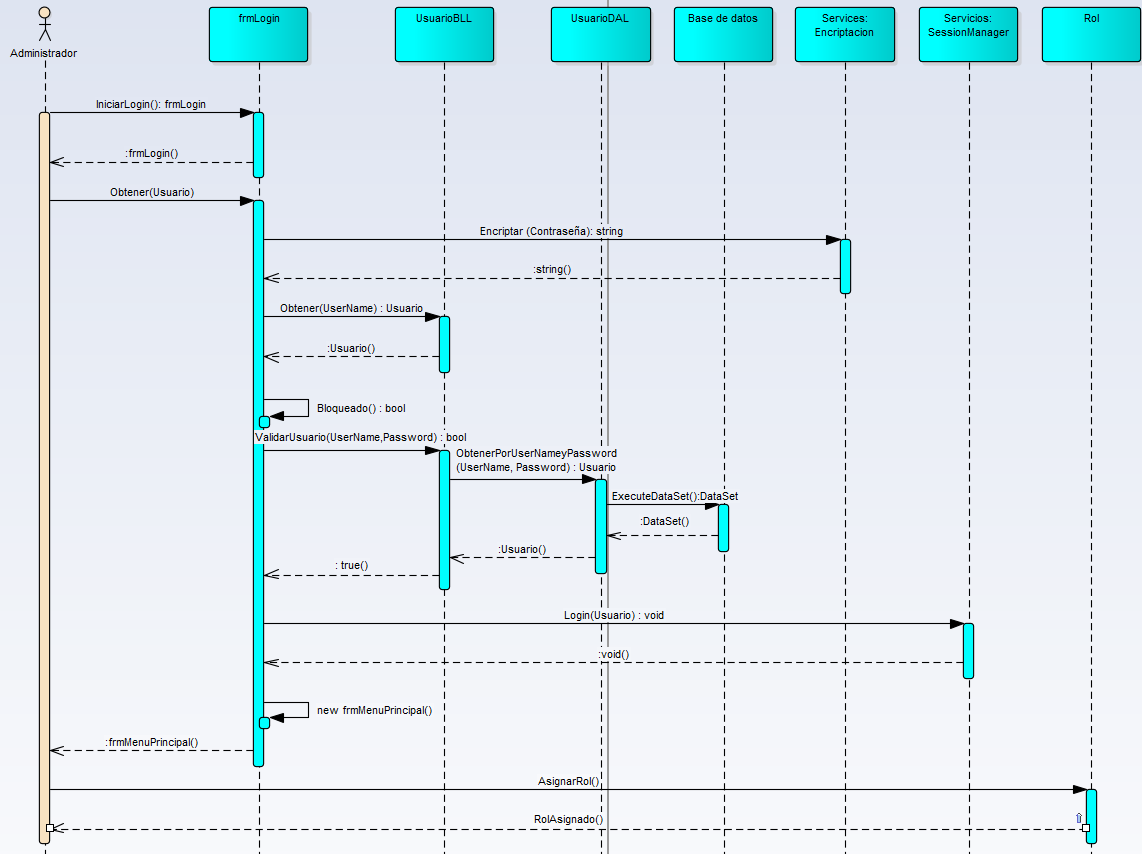 Administrador
frmLogin
UsuarioBLL
UsuarioDAL
Base de datos
Services:
Encriptacion
Servicios:
SessionManager
Rol
IniciarLogin(): frmLogin
:frmLogin()
Obtener(Usuario)
Encriptar (Contraseña): string
:string()
Obtener(UserName) : Usuario
:Usuario()
Bloqueado() : bool
ValidarUsuario(UserName,Password) : bool
ObtenerPorUserNameyPassword
(UserName, Password) : Usuario
ExecuteDataSet():DataSet
:DataSet()
:Usuario()
: true()
Login(Usuario) : void
:void()
new frmMenuPrincipal()
:frmMenuPrincipal()
AsignarRol()
RolAsignado()